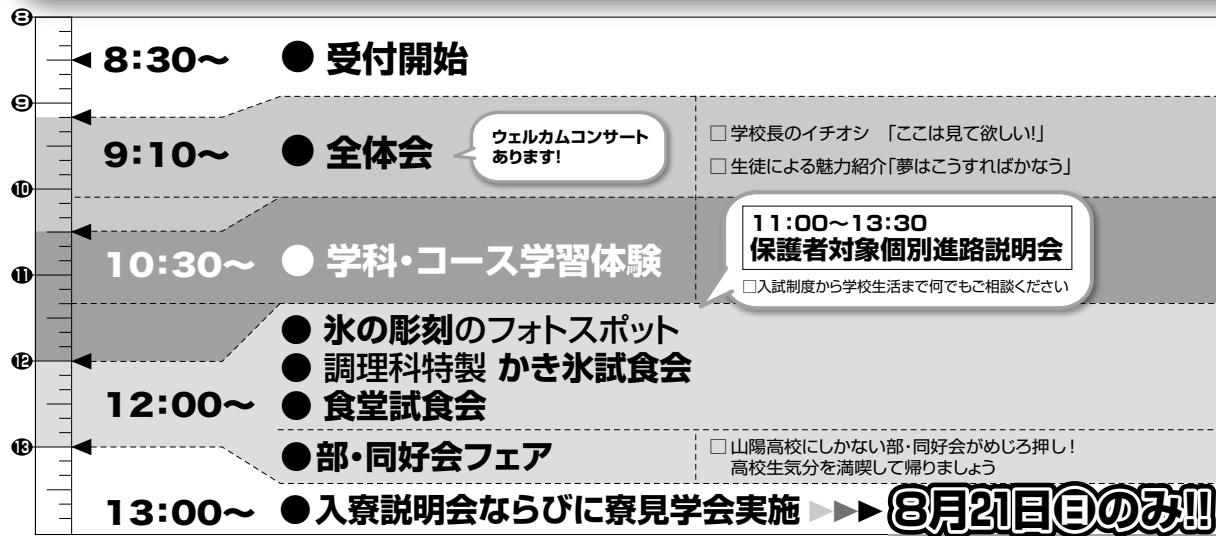 ⑧
8:30〜 ● 受付開始
⑨
9:10〜 ● 全体会
ウェルカムコンサート
あります!
□学校長のイチオシ 「ここは見て欲しい!」
□生徒による魅力紹介「夢はこうすればかなう」
⑩
10:30〜 ● 学科・コース学習体験
11:00〜13:30
保護者対象個別進路説明会
□入試制度から学校生活まで何でもご相談ください
⑪
● 氷の彫刻のフォトスポット
⑫
● 調理科特製 かき氷試食会
12:00〜 ● 食堂試食会
⑬
●部・同好会フェア
□山陽高校にしかない部・同好会がめじろ押し!
高校生気分を満喫して帰りましょう
13:00〜 ●入寮説明会ならびに寮見学会実施 ▶▶▶ 8月21日㊐のみ!!